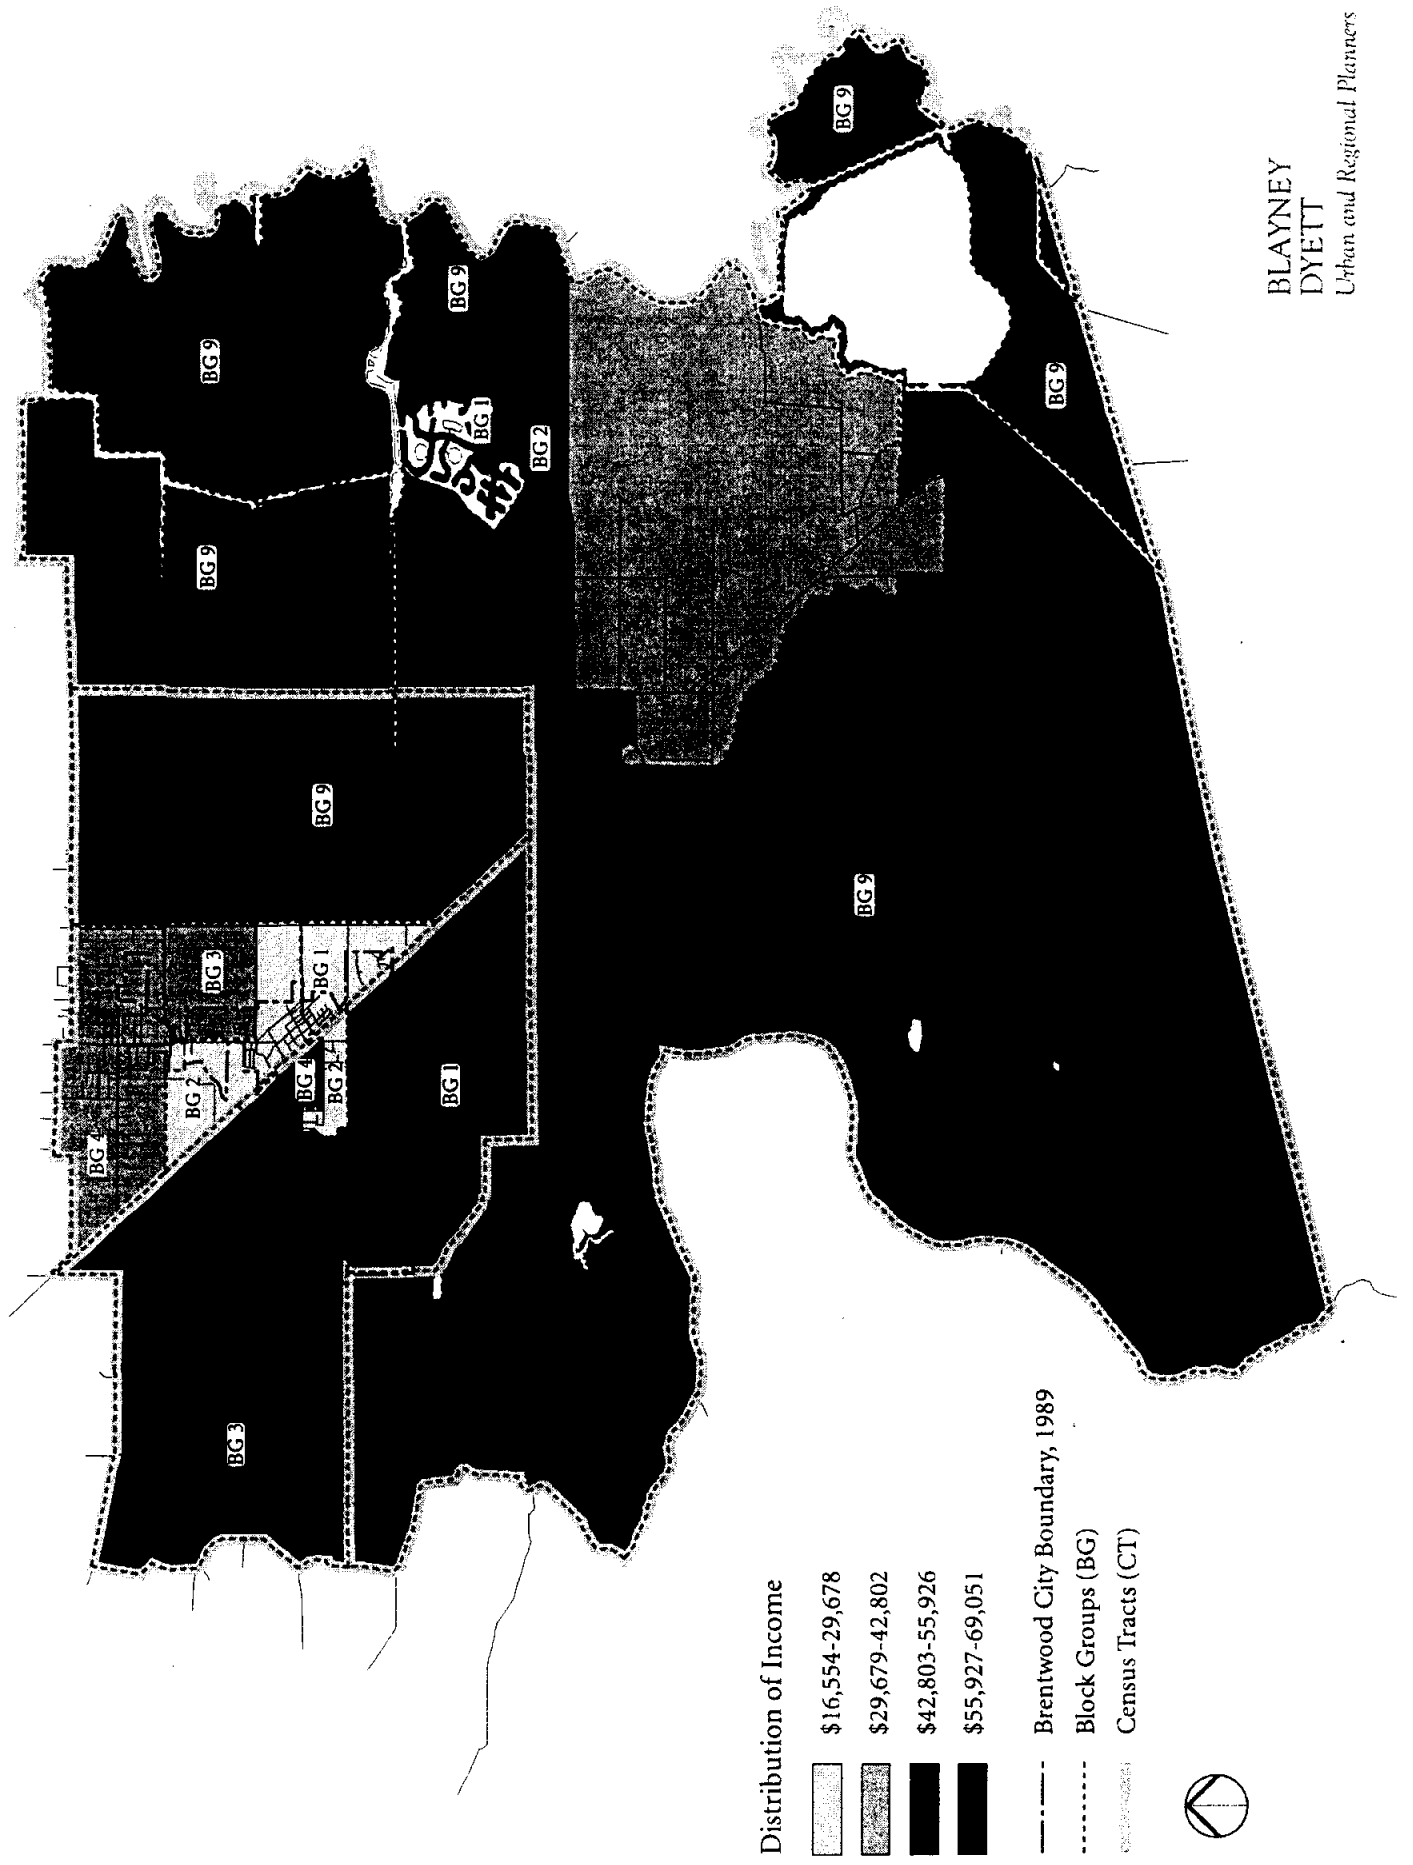 BG 9
BG 9
BG 9
BG 9
BG 1
BG 2
BG 9
BG 9
BG 9
BG 3
BG 1
BG 4
BG 2
BG 4
BG 2
BG 1
BG 9
BG 3
Distribution of Income
$16,554-29,678
$29,679-42,802
$42,803-55,926
$55,927-69,051
Brentwood City Boundary, 1989
Block Groups (BG)
Census Tracts (CT)
BLAYNEY
DYETT
Urban and Regional Planners